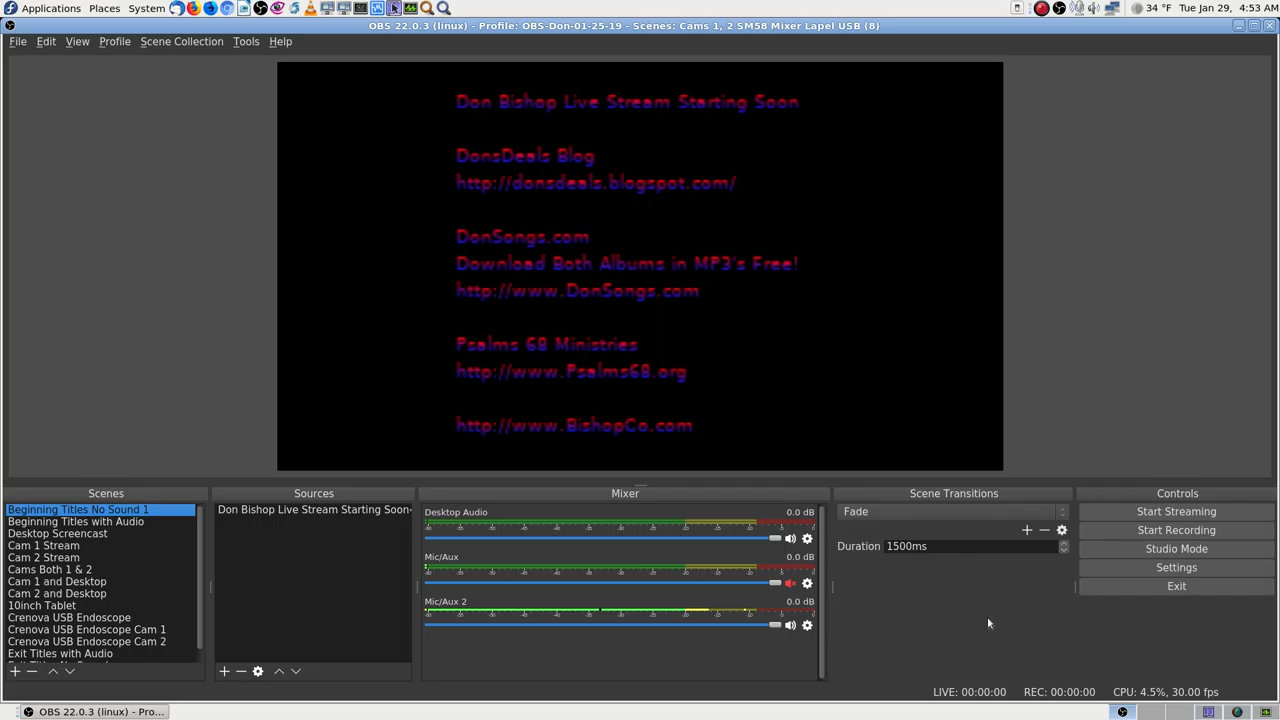 Applications Places System 34 °F Tue Jan 29, 4:53 AM
OBS 22.0.3 (linux) - Profile: OBS-Don-01-25-19 - Scenes: Cams 1, 2 SM58 Mixer Lapel USB (8)
File Edit View Profile Scene Collection Tools Help
Don Bishop Live Stream Starting Soon
DonsDeals Blog
http://donsdeals.blogspot.com/
DonSongs.com
Download Both Albums in MP3's Free!
http://www.DonSongs.com
Psalms 68 Ministries
http://www.Psalms68.org
http://www.BishopCo.com
Scenes
Beginning Titles No Sound 1
Beginning Titles with Audio
Desktop Screencast
Cam 1 Stream
Cam 2 Stream
Cams Both 1 & 2
Cam 1 and Desktop
Cam 2 and Desktop
10inch Tablet
Crenova USB Endoscope
Crenova USB Endoscope Cam 1
Crenova USB Endoscope Cam 2
Exit Titles with Audio
Sources
Don Bishop Live Stream Starting Soon
Mixer
Desktop Audio 0.0 dB
Mic/Aux 0.0 dB
Mic/Aux 2 0.0 dB
Scene Transitions
Fade
Duration 1500ms
Controls
Start Streaming
Start Recording
Studio Mode
Settings
Exit
LIVE: 00:00:00 REC: 00:00:00 CPU: 4.5%, 30.00 fps
OBS 22.0.3 (linux) - Pro...